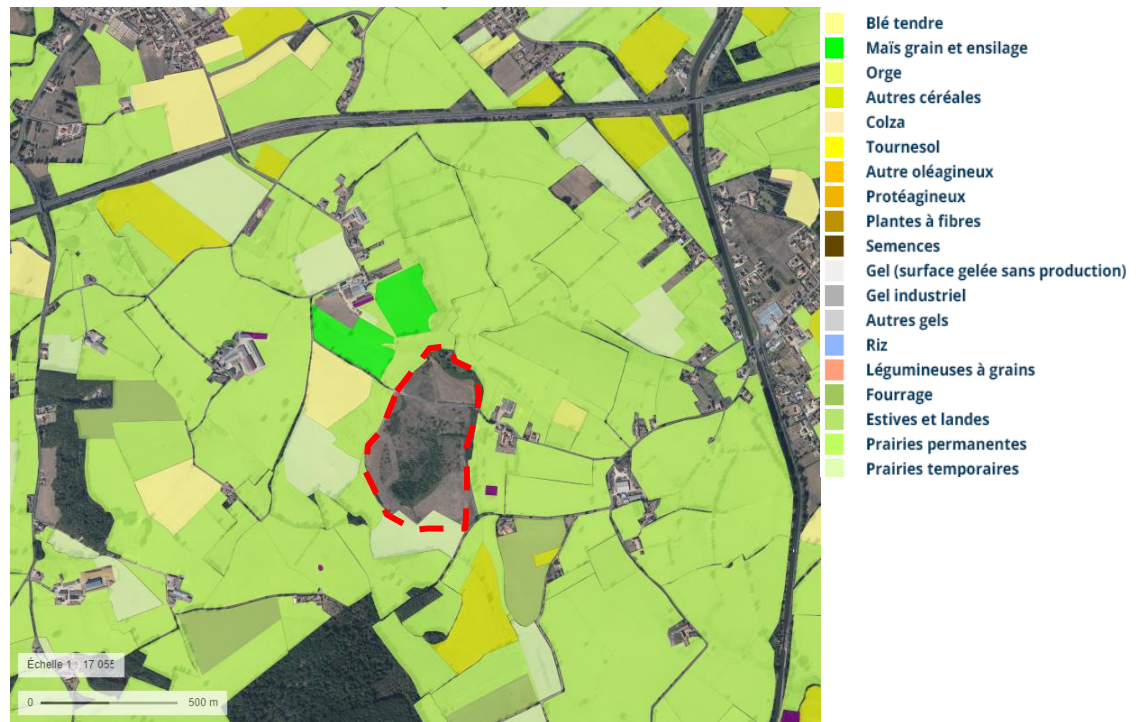 Blé tendre
Maïs grain et ensilage
Orge
Autres céréales
Colza
Tournesol
Autre oléagineux
Protéagineux
Plantes à fibres
Semences
Gel (surface gelée sans production)
Gel industriel
Autres gels
Riz
Légumineuses à grains
Fourrage
Estives et landes
Prairies permanentes
Prairies temporaires
Échelle 1 : 17 055
0 500 m